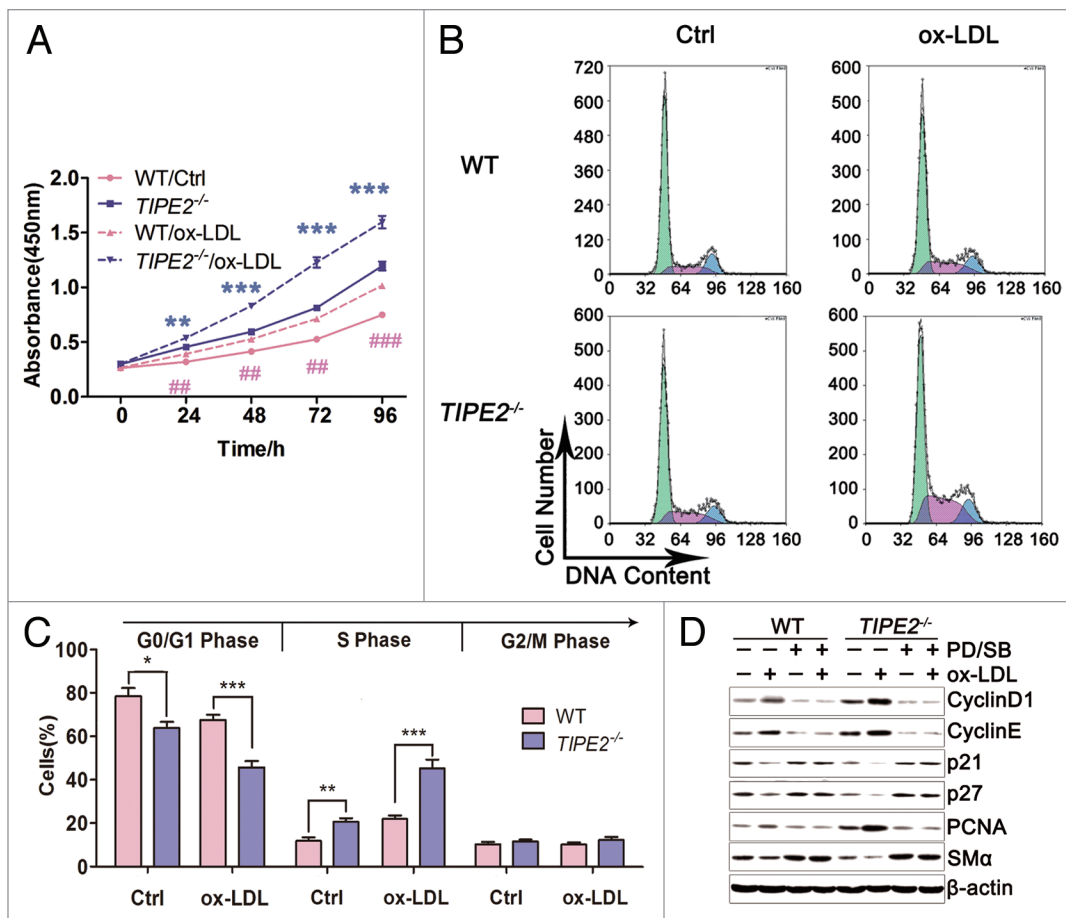 A
WT/Ctrl
TIPE2-/-
WT/ox-LDL
TIPE2-/-/ox-LDL
Absorbance(450nm)
2.0
1.5
1.0
0.5
0.0
** *** *** ***
## ## ## ###
0 24 48 72 96
Time/h
B
Ctrl ox-LDL
WT
720
600
480
360
240
120
0
0 32 64 96 128 160
600
500
400
300
200
100
0
0 32 64 96 128 160
TIPE2-/-
600
500
400
300
200
100
0
0 32 64 96 128 160
600
500
400
300
200
100
0
0 32 64 96 128 160
Cell Number
DNA Content
C
G0/G1 Phase S Phase G2/M Phase
Cells(%)
100
80
60
40
20
0
* *** ** ***
WT
TIPE2-/-
Ctrl ox-LDL Ctrl ox-LDL Ctrl ox-LDL
D
WT TIPE2-/-
− − + + − − + + PD/SB
− + − + − + − + ox-LDL
CyclinD1
CyclinE
p21
p27
PCNA
SMα
β-actin